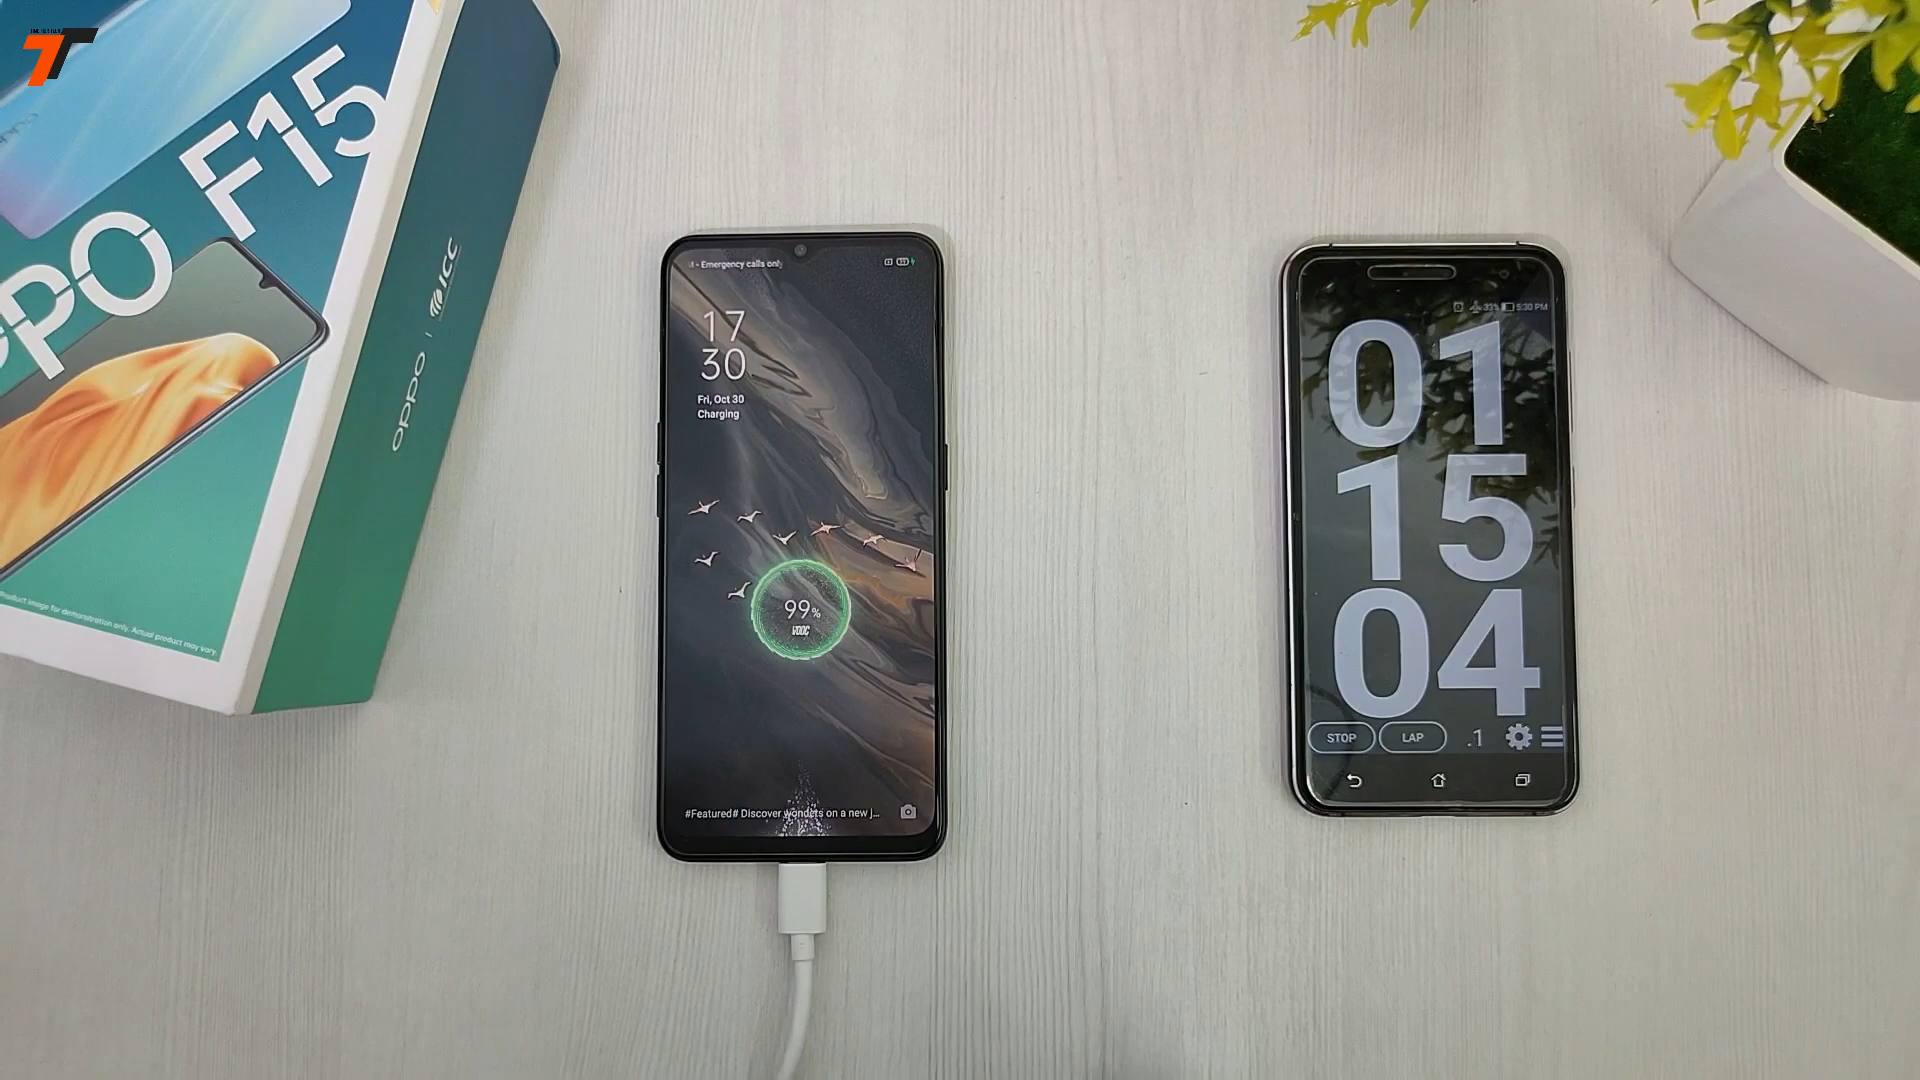 OPPO F15
OPPO | ICC
Product image for demonstration only. Actual product may vary.
- Emergency calls only
17
30
Fri, Oct 30
Charging
99%
VOOC
#Featured# Discover wonders on a new j...
33% 5:30 PM
01
15
04
STOP LAP .1